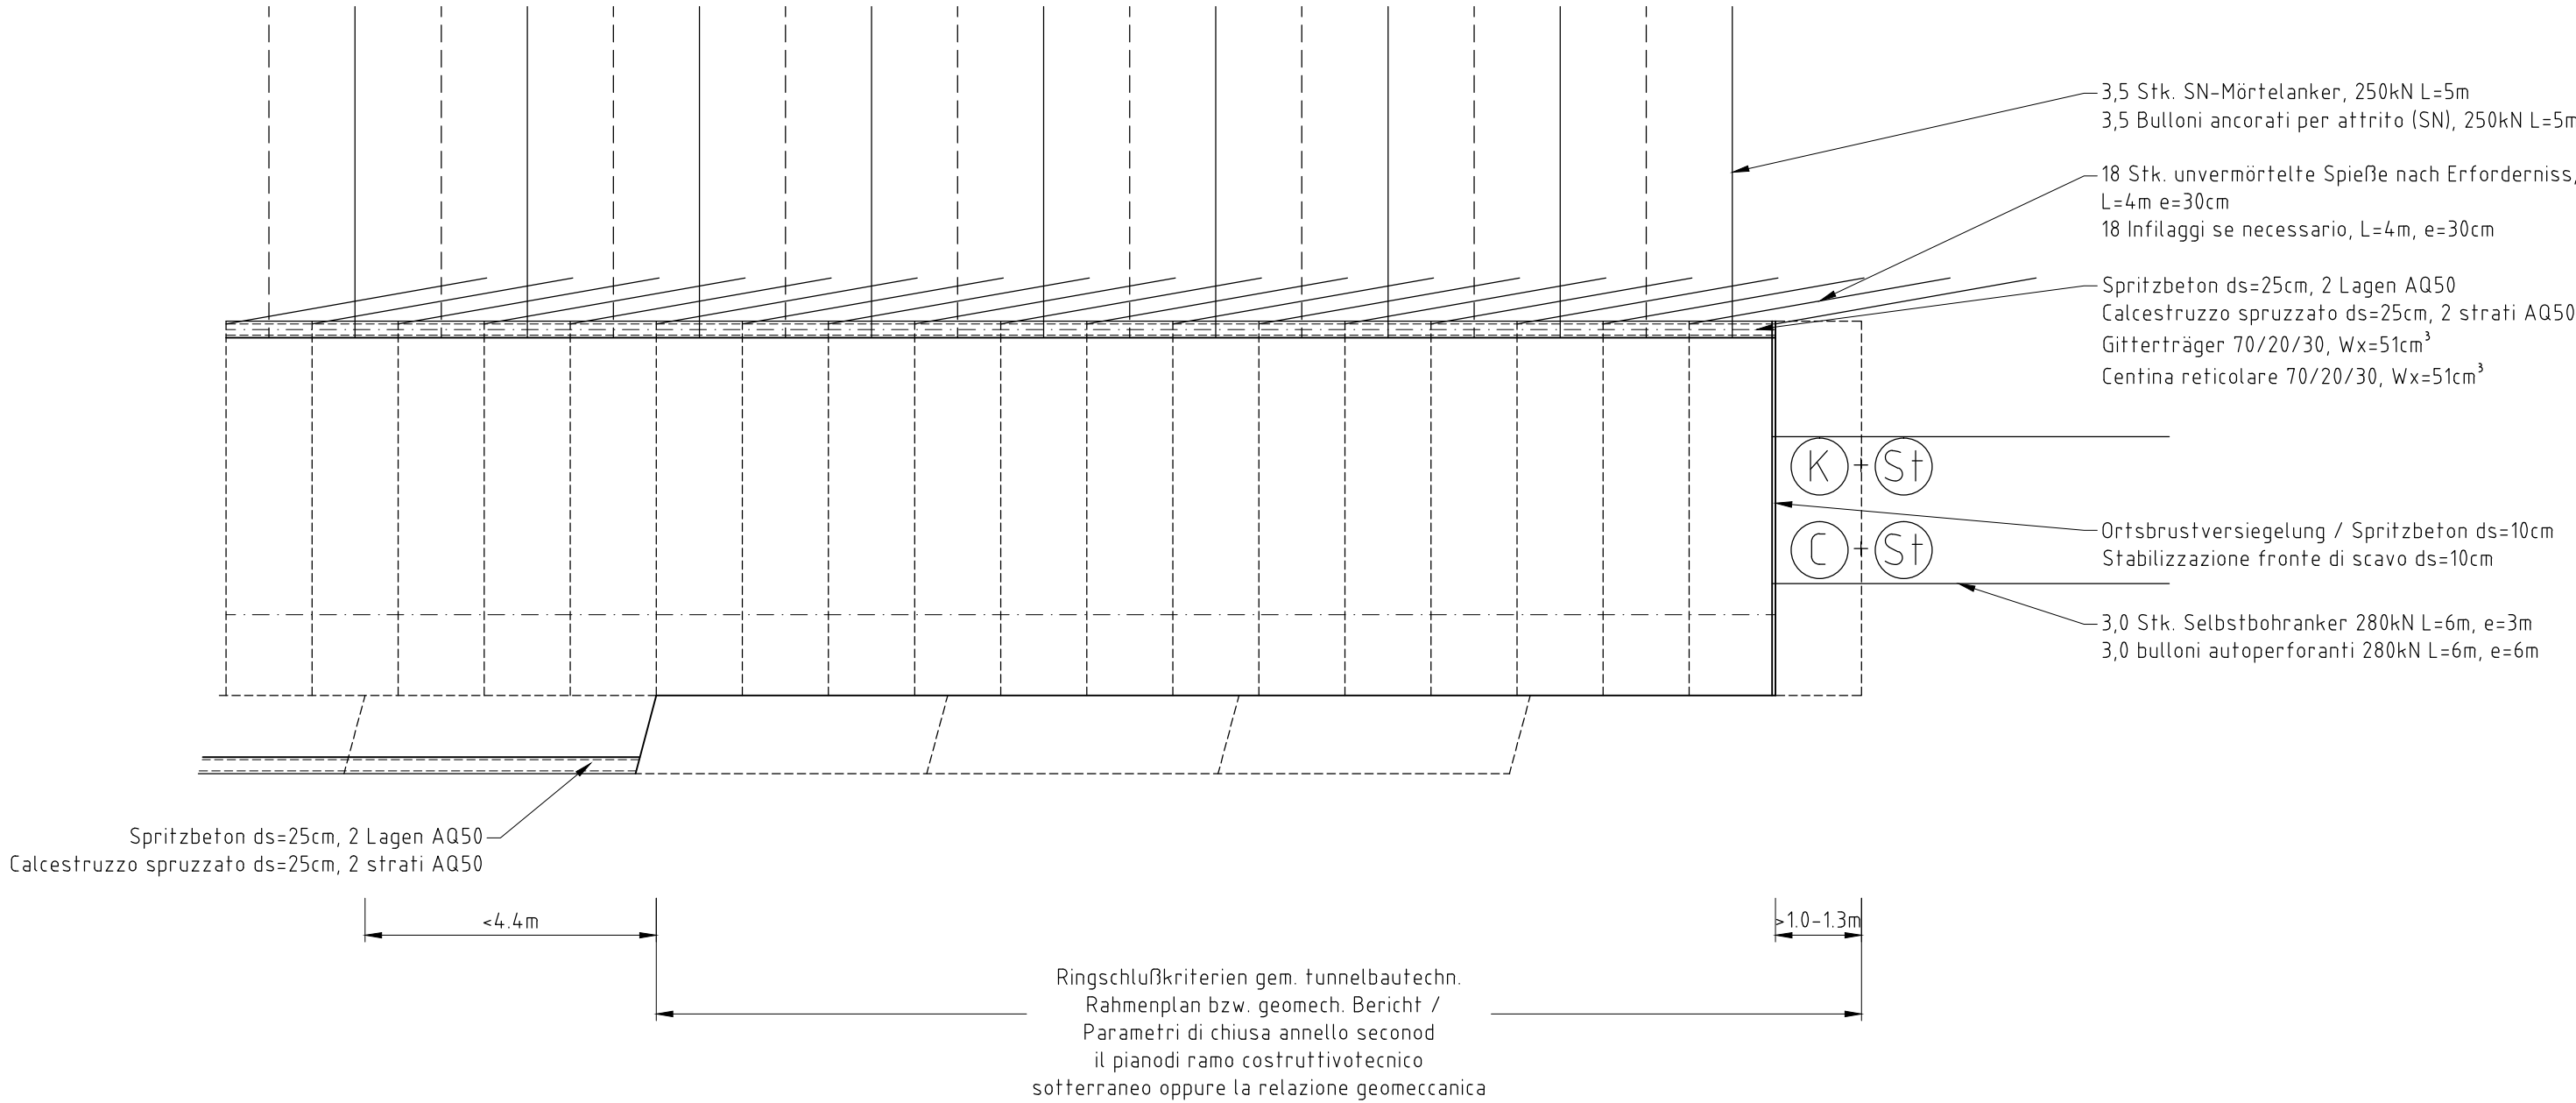 3,5 Stk. SN-Mörtelanker, 250kN L=5m
3,5 Bulloni ancorati per attrito (SN), 250kN L=5m
18 Stk. unvermörtelte Spieße nach Erforderniss,
L=4m e=30cm
18 Infilaggi se necessario, L=4m, e=30cm
Spritzbeton ds=25cm, 2 Lagen AQ50
Calcestruzzo spruzzato ds=25cm, 2 strati AQ50
Gitterträger 70/20/30, Wx=51cm³
Centina reticolare 70/20/30, Wx=51cm³
K + St
C + St
Ortsbrustversiegelung / Spritzbeton ds=10cm
Stabilizzazione fronte di scavo ds=10cm
3,0 Stk. Selbstbohranker 280kN L=6m, e=3m
3,0 bulloni autoperforanti 280kN L=6m, e=6m
Spritzbeton ds=25cm, 2 Lagen AQ50
Calcestruzzo spruzzato ds=25cm, 2 strati AQ50
<4.4m
>1.0-1.3m
Ringschlußkriterien gem. tunnelbautechn.
Rahmenplan bzw. geomech. Bericht /
Parametri di chiusa annello seconod
il pianodi ramo costruttivotecnico
sotterraneo oppure la relazione geomeccanica